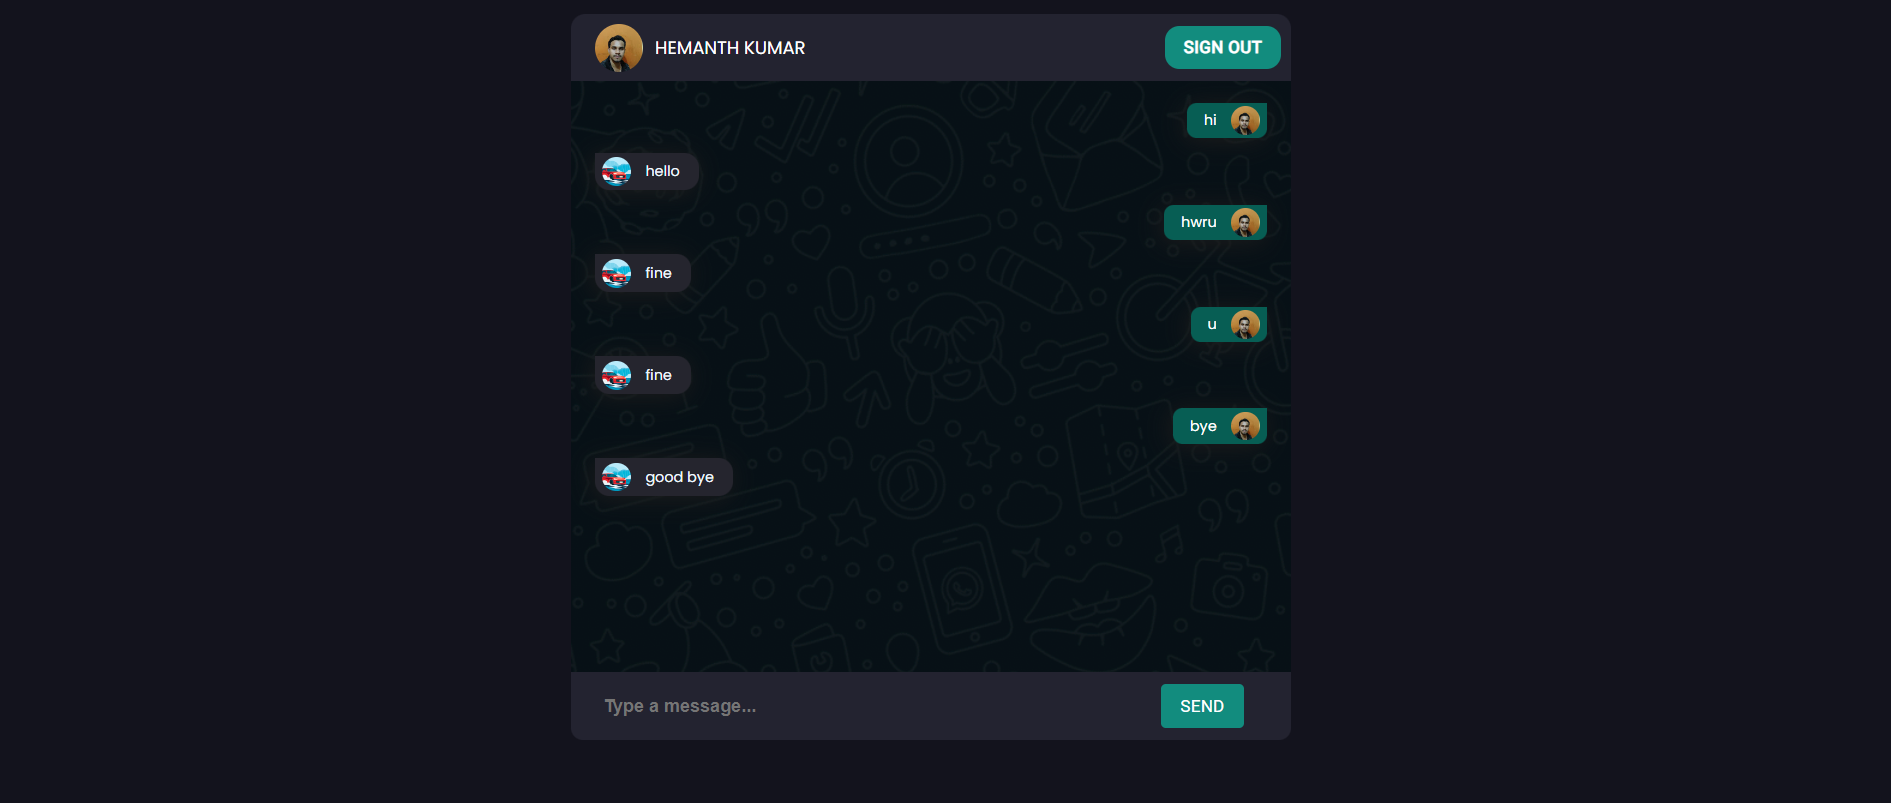 HEMANTH KUMAR
SIGN OUT
hi
hello
hwru
fine
u
fine
bye
good bye
Type a message...
SEND